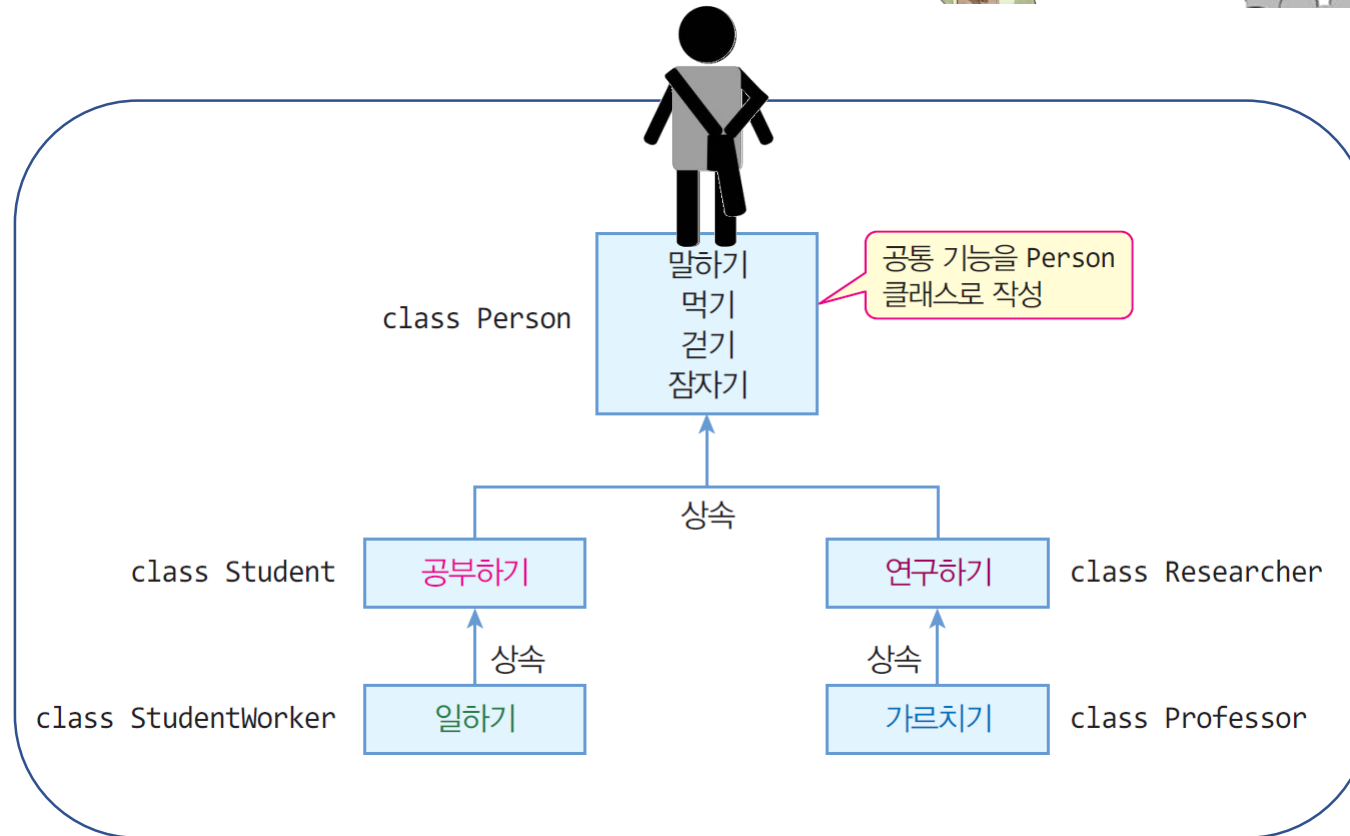 말하기
먹기
걷기
잠자기
class Person
공통 기능을 Person
클래스로 작성
상속
class Student
공부하기
연구하기
class Researcher
상속
상속
class StudentWorker
일하기
가르치기
class Professor